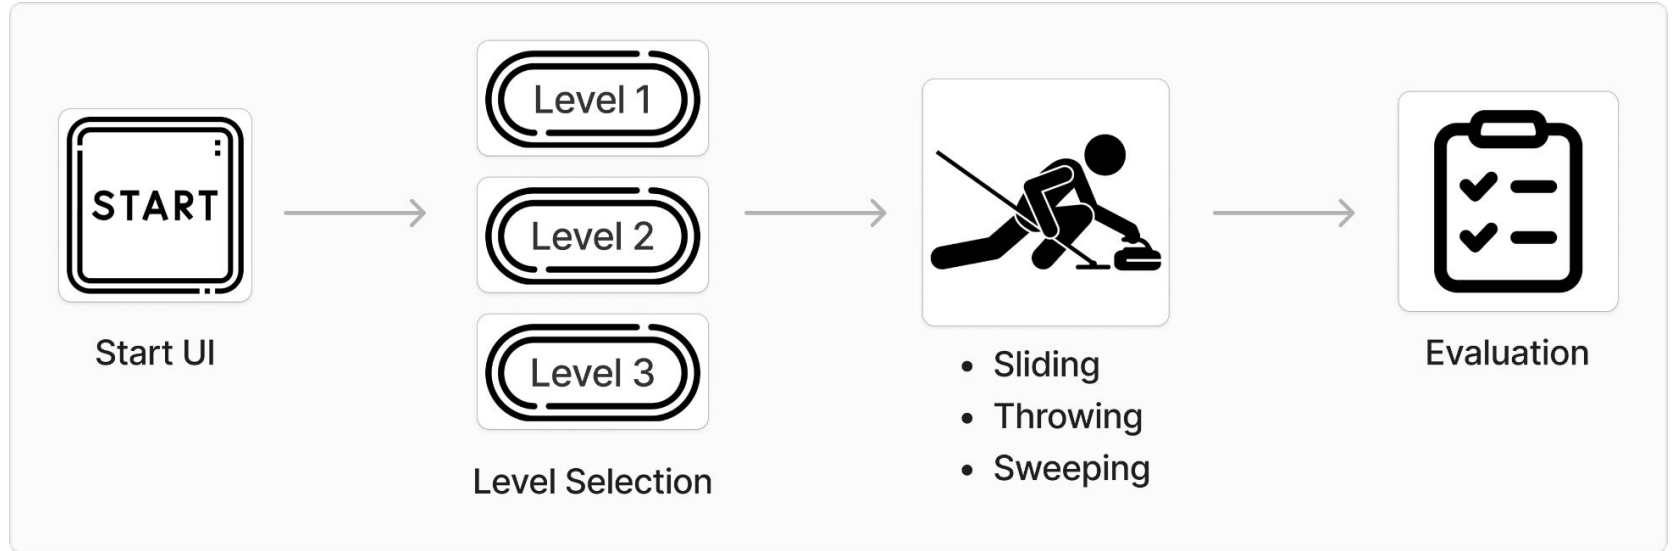 START
Start UI
Level 1
Level 2
Level 3
Level Selection
• Sliding
• Throwing
• Sweeping
Evaluation